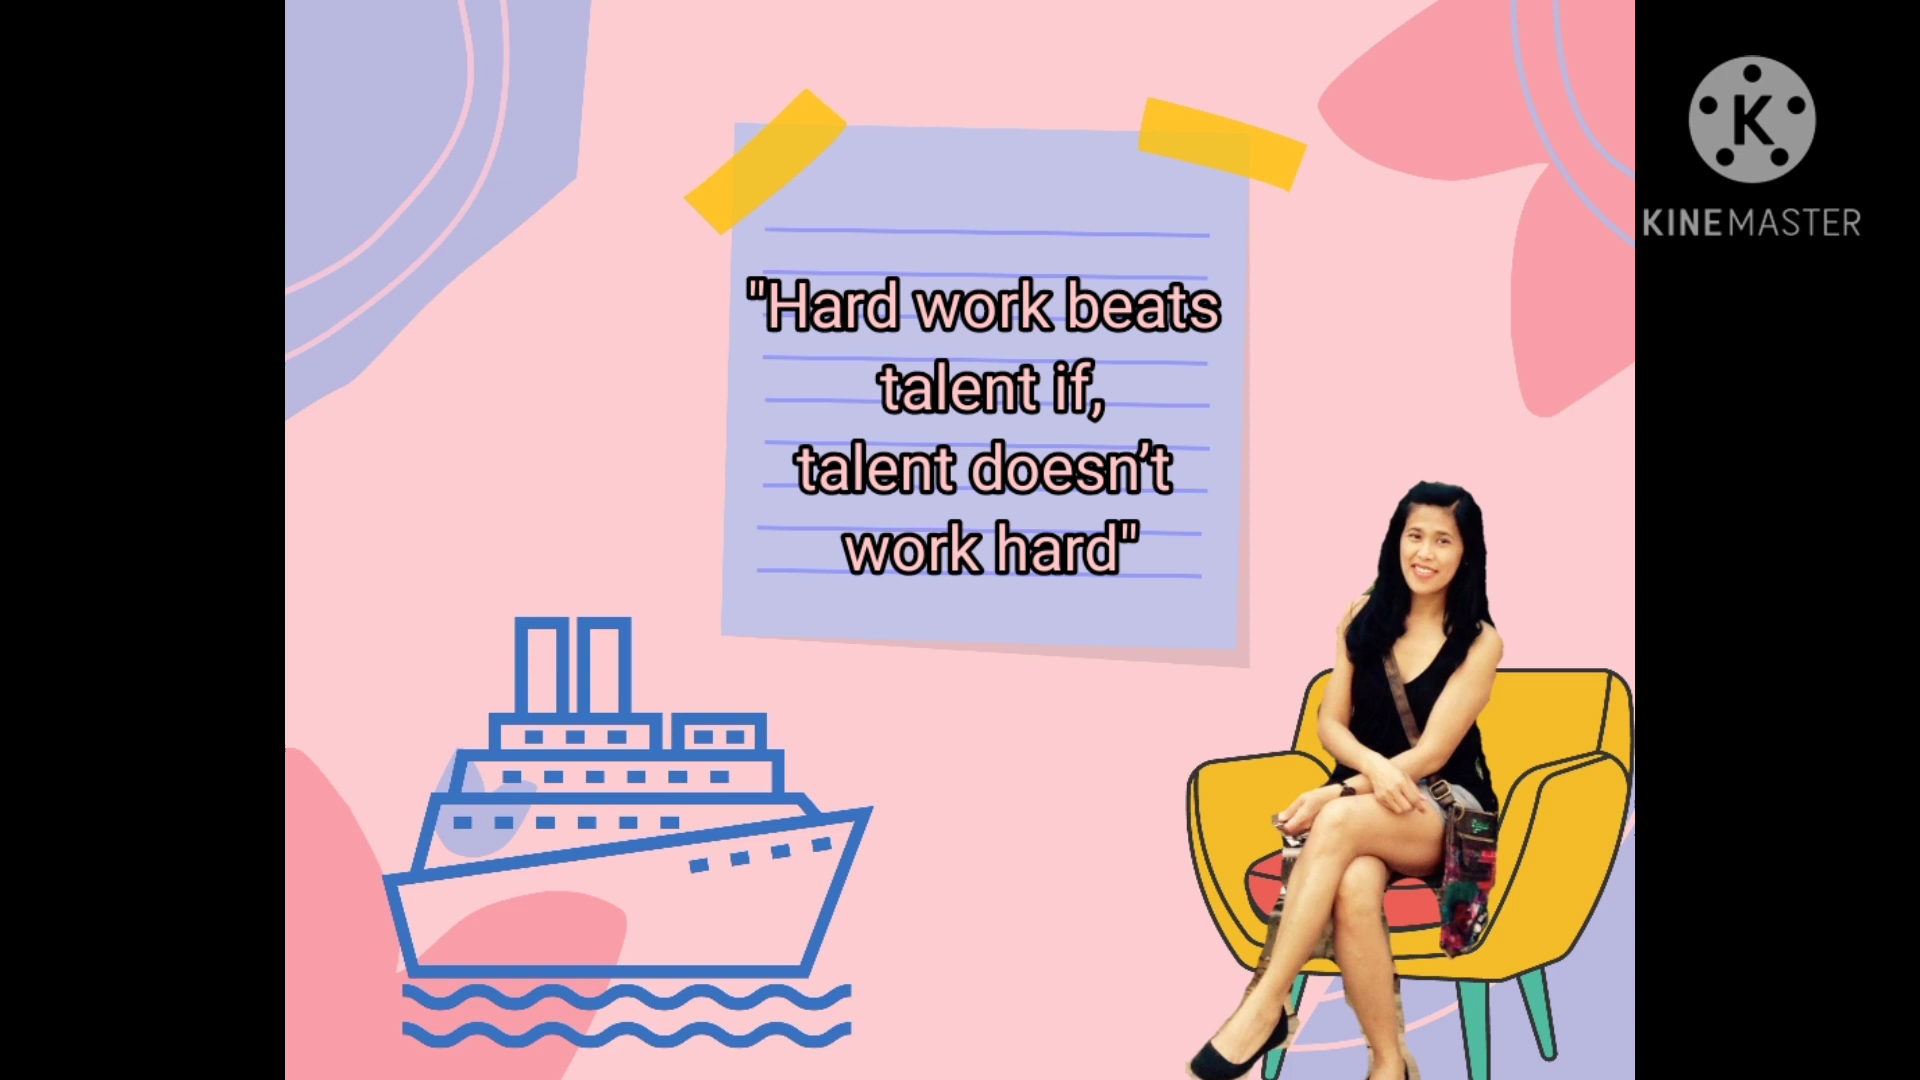 "Hard work beats
talent if,
talent doesn’t
work hard"
K
KINEMASTER